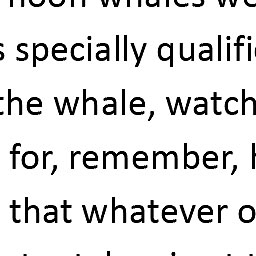 noon whales we
s specially qualifi
the whale, watch
for, remember, h
that whatever o